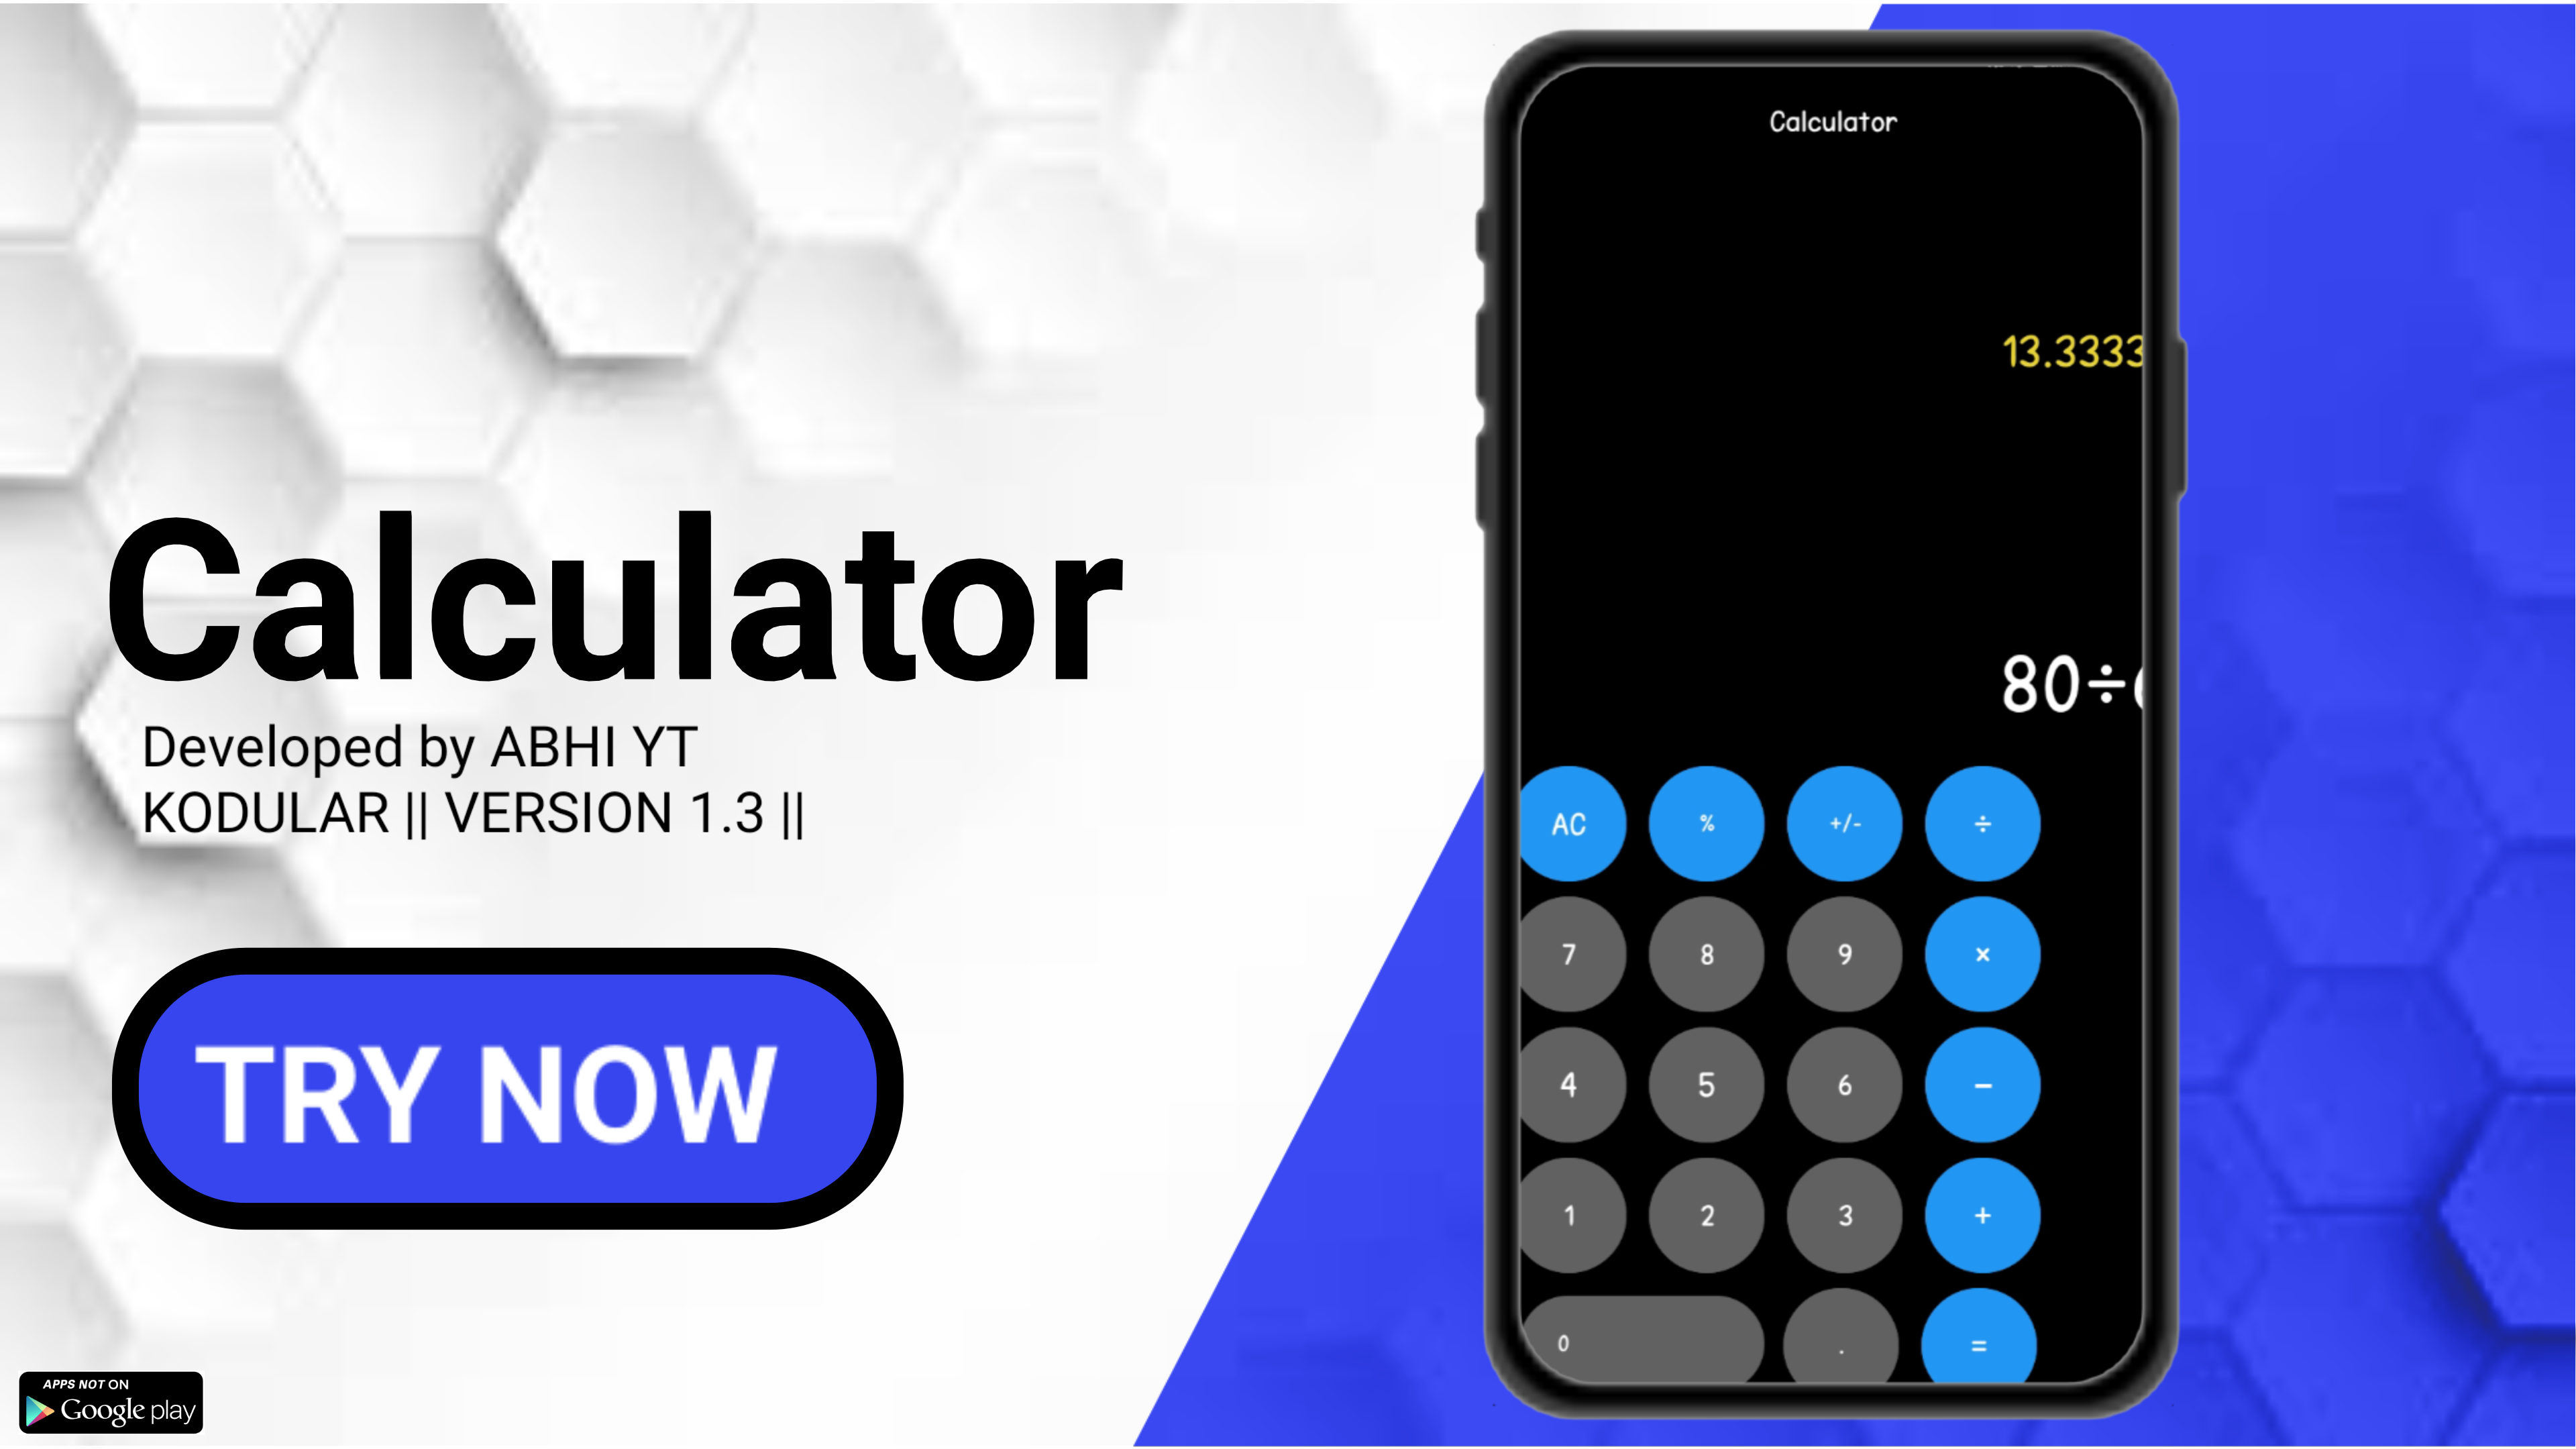 Calculator
Developed by ABHI YT
KODULAR || VERSION 1.3 ||
TRY NOW
APPS NOT ON
Google play
Calculator
13.3333
80÷
AC % +/- ÷
7 8 9 ×
4 5 6 −
1 2 3 +
0 . =